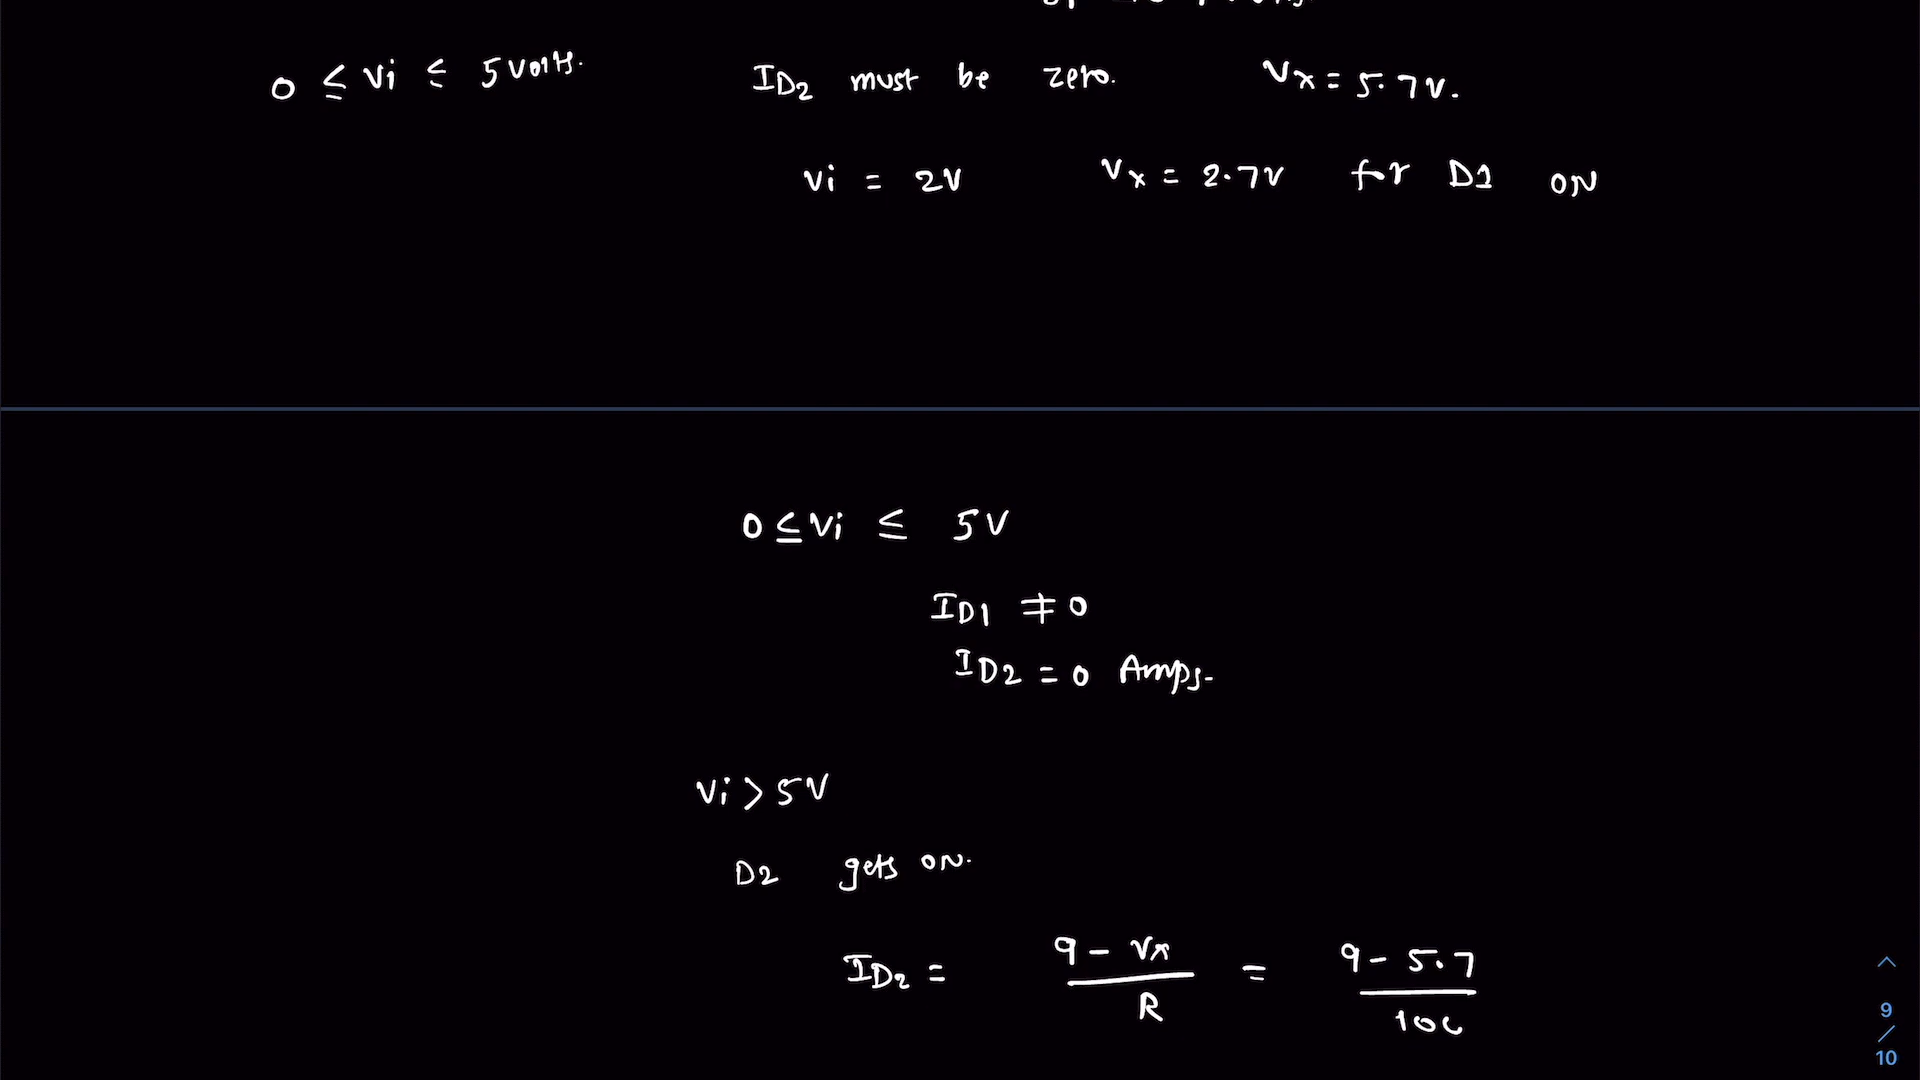 0 ≤ Vi ≤ 5 Volts. ID2 must be zero. Vx = 5.7V.
Vi = 2V Vx = 2.7V for D1 ON
0 ≤ Vi ≤ 5V
ID1 ≠ 0
ID2 = 0 Amps.
Vi > 5V
D2 gets ON.
ID2 = (9 - Vx) / R = (9 - 5.7) / 100
9
/
10